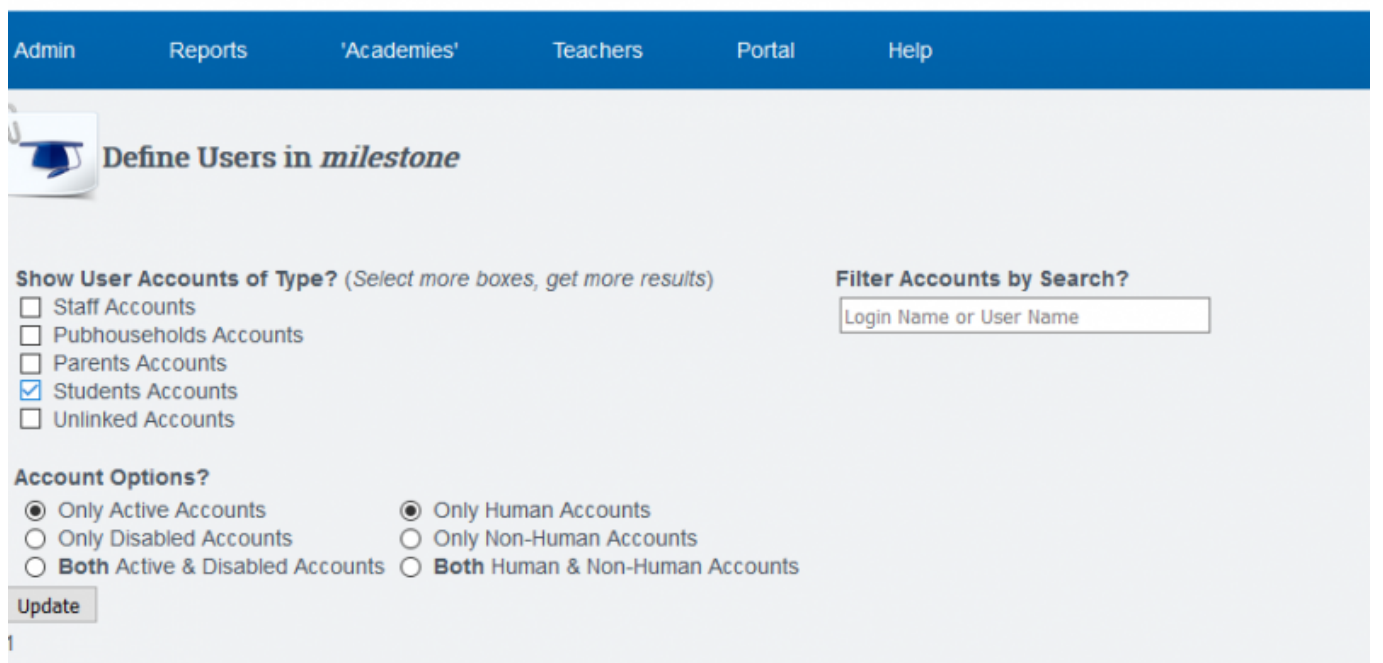 Admin Reports 'Academies' Teachers Portal Help
Define Users in milestone
Show User Accounts of Type? (Select more boxes, get more results)
Staff Accounts
Pubhouseholds Accounts
Parents Accounts
Students Accounts
Unlinked Accounts
Filter Accounts by Search?
Login Name or User Name
Account Options?
Only Active Accounts Only Human Accounts
Only Disabled Accounts Only Non-Human Accounts
Both Active & Disabled Accounts Both Human & Non-Human Accounts
Update